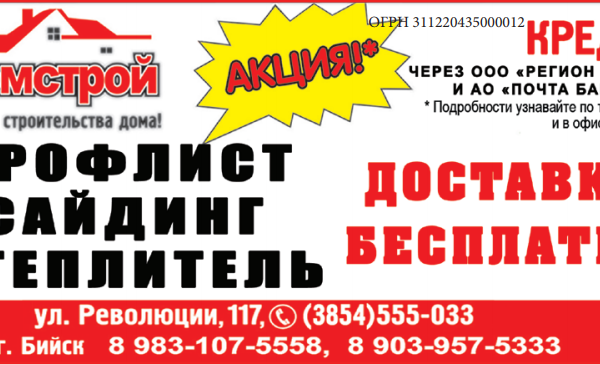 ОГРН 311220435000012
мстрой
строительства дома!
АКЦИЯ!*
КРЕД
ЧЕРЕЗ ООО «РЕГИОН
И АО «ПОЧТА БА
* Подробности узнавайте по т
и в офис
РОФЛИСТ
САЙДИНГ
ТЕПЛИТЕЛЬ
ДОСТАВК
БЕСПЛАТН
ул. Революции, 117, (3854)555-033
г. Бийск 8 983-107-5558, 8 903-957-5333